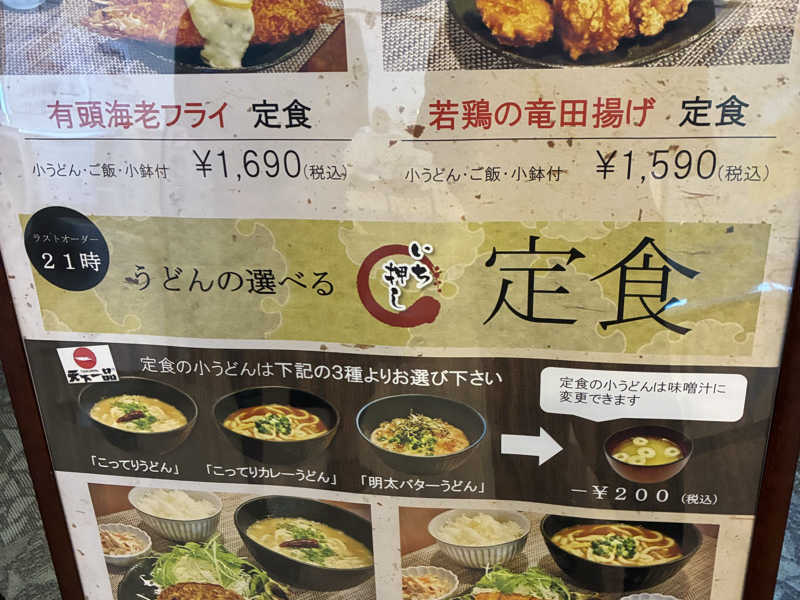 有頭海老フライ 定食
小うどん・ご飯・小鉢付 ¥1,690(税込)
若鶏の竜田揚げ 定食
小うどん・ご飯・小鉢付 ¥1,590(税込)
ラストオーダー
21時
うどんの選べる いち押し 定食
天下一品
定食の小うどんは下記の3種よりお選び下さい
定食の小うどんは味噌汁に
変更できます
「こってりうどん」
「こってりカレーうどん」
「明太バターうどん」
－¥200 (税込)